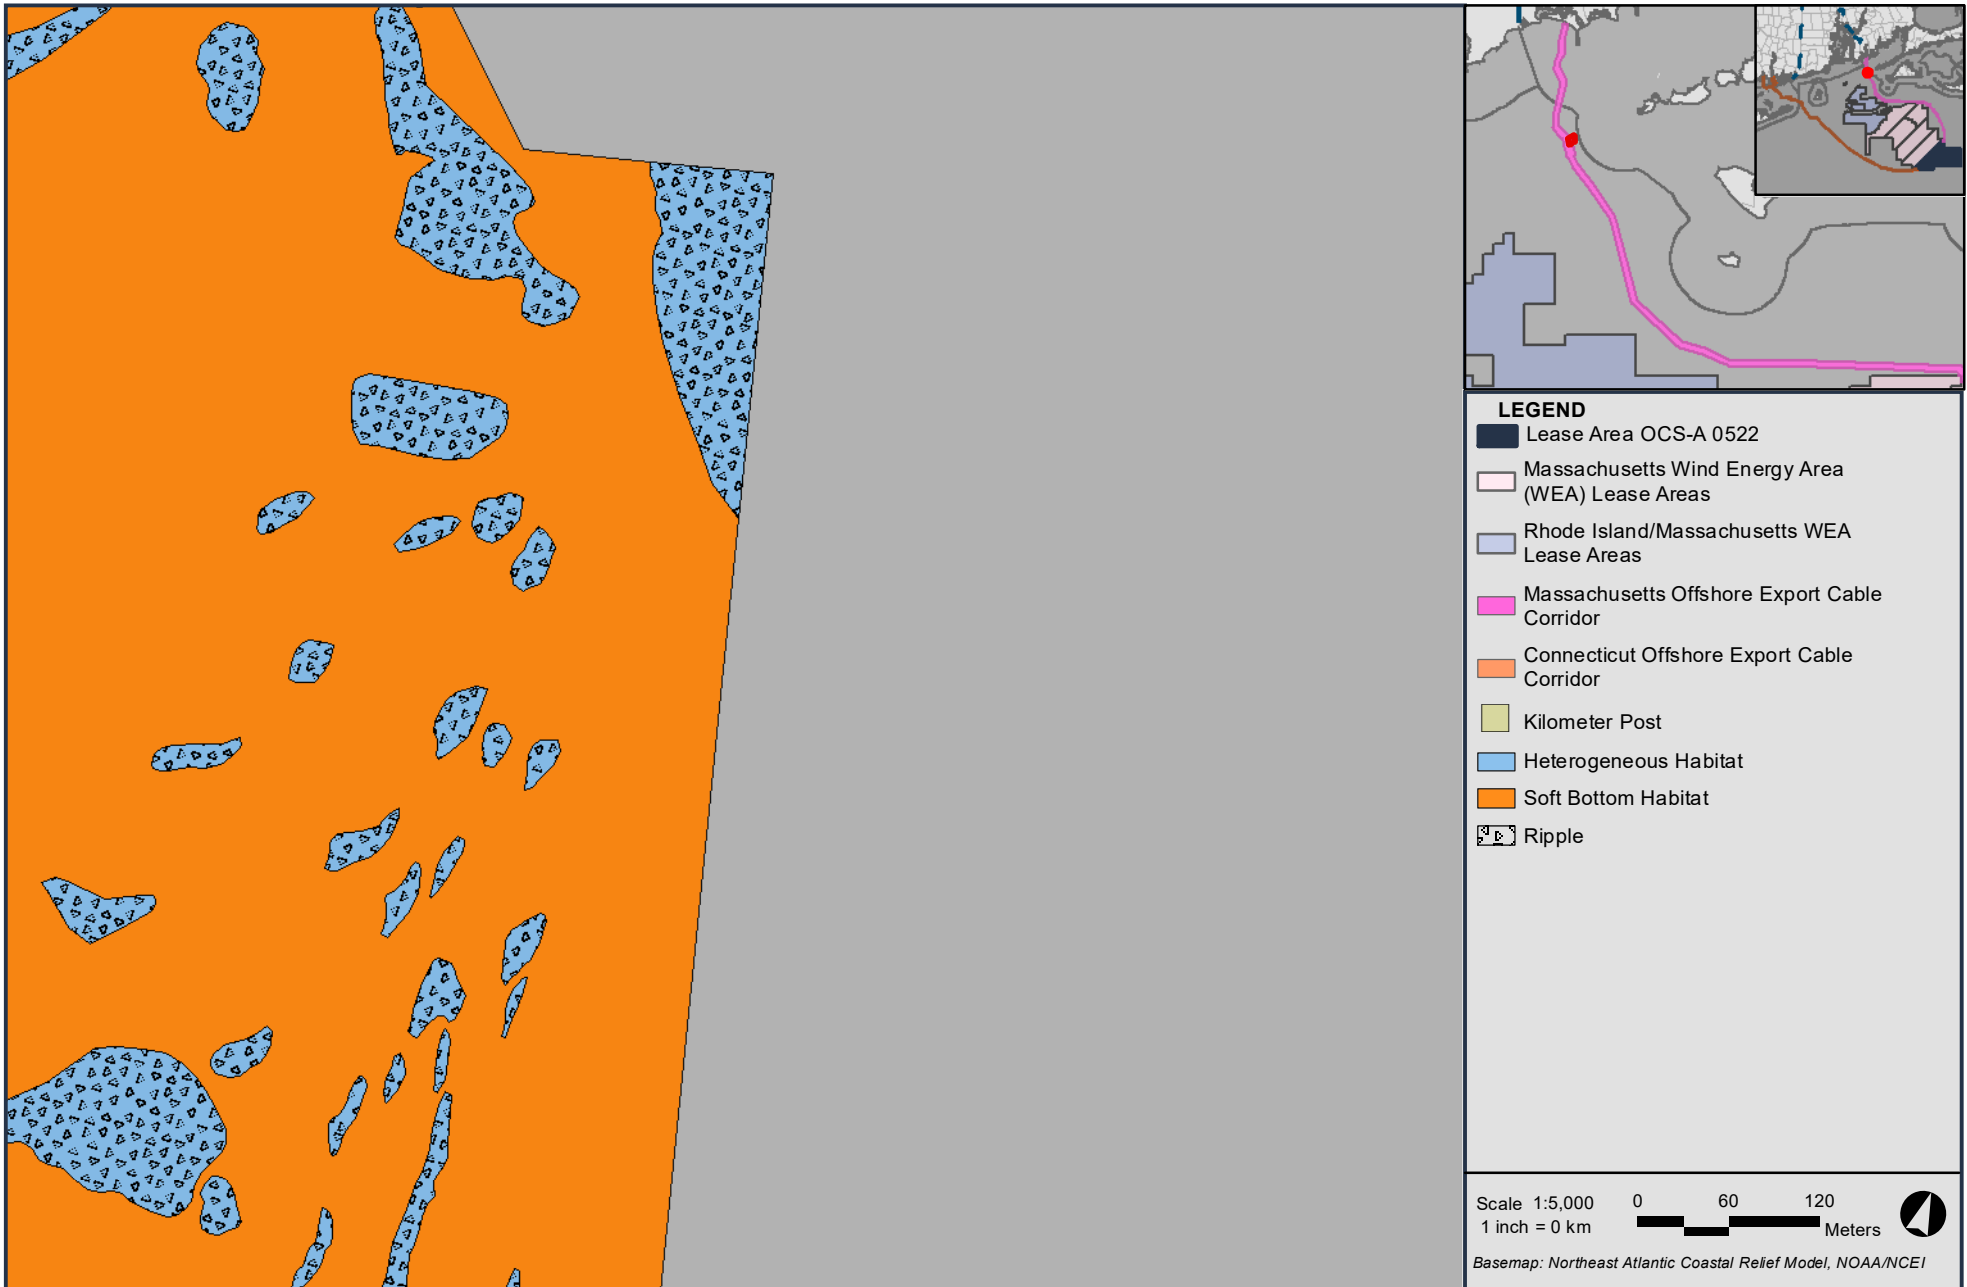 LEGEND
Lease Area OCS-A 0522
Massachusetts Wind Energy Area
(WEA) Lease Areas
Rhode Island/Massachusetts WEA
Lease Areas
Massachusetts Offshore Export Cable
Corridor
Connecticut Offshore Export Cable
Corridor
Kilometer Post
Heterogeneous Habitat
Soft Bottom Habitat
Ripple
Scale 1:5,000
1 inch = 0 km
0 60 120
Meters
Basemap: Northeast Atlantic Coastal Relief Model, NOAA/NCEI